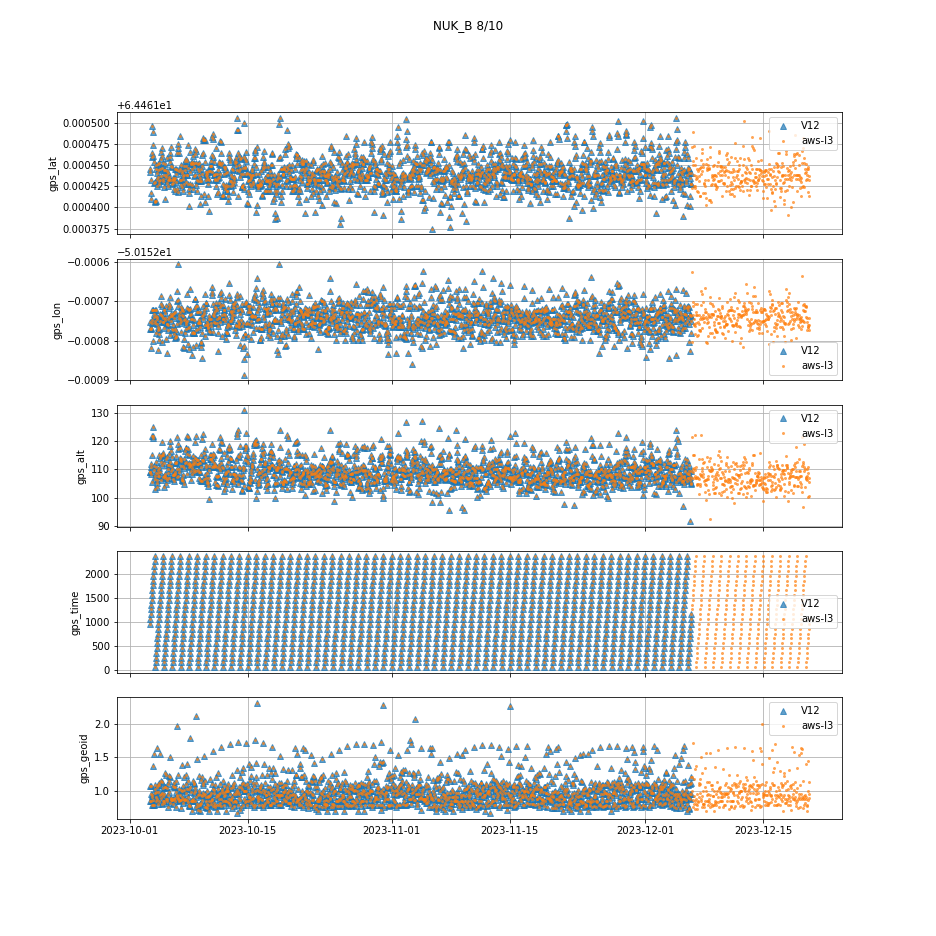 NUK_B 8/10
+6.4461e1
0.000500
0.000475
0.000450
0.000425
0.000400
0.000375
gps_lat
V12
aws-l3
−5.0152e1
−0.0006
−0.0007
−0.0008
−0.0009
gps_lon
V12
aws-l3
130
120
110
100
90
gps_alt
V12
aws-l3
2000
1500
1000
500
0
gps_time
V12
aws-l3
2.0
1.5
1.0
gps_geoid
V12
aws-l3
2023-10-01 2023-10-15 2023-11-01 2023-11-15 2023-12-01 2023-12-15